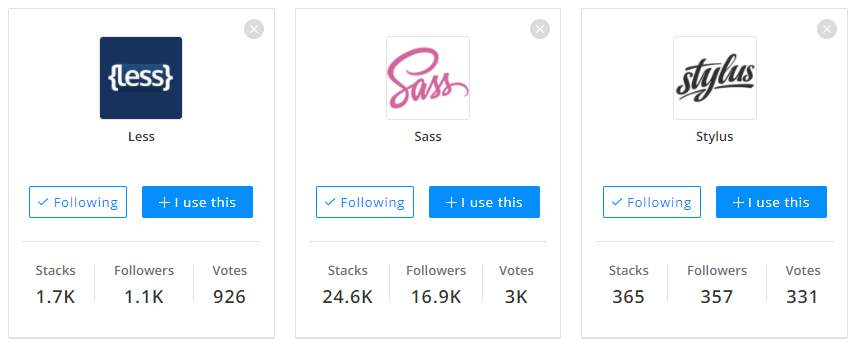 {less}
Less
Following
+ I use this
Stacks Followers Votes
1.7K 1.1K 926
Sass
Sass
Following
+ I use this
Stacks Followers Votes
24.6K 16.9K 3K
stylus
Stylus
Following
+ I use this
Stacks Followers Votes
365 357 331